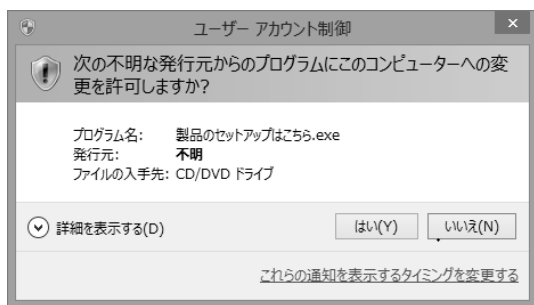 ユーザー アカウント制御
次の不明な発行元からのプログラムにこのコンピューターへの変
更を許可しますか?
プログラム名: 製品のセットアップはこちら.exe
発行元: 不明
ファイルの入手先: CD/DVD ドライブ
詳細を表示する(D)
はい(Y)
いいえ(N)
これらの通知を表示するタイミングを変更する